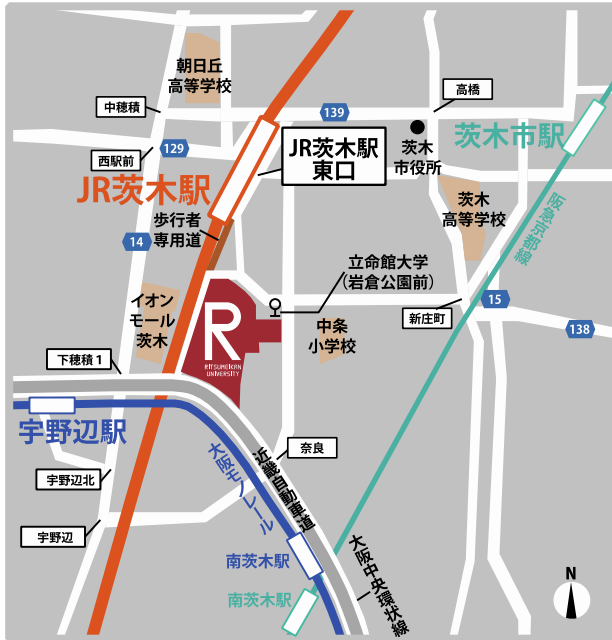 朝日丘
高等学校
中穂積
139
高橋
茨木
市役所
茨木市駅
129
西駅前
JR茨木駅
東口
JR茨木駅
歩行者
専用道
茨木
高等学校
阪急京都線
14
立命館大学
(岩倉公園前)
15
イオン
モール
茨木
R
RITSUMEIKAN
UNIVERSITY
中条
小学校
新庄町
138
下穂積1
宇野辺駅
大阪モノレール
近畿自動車道
奈良
宇野辺北
宇野辺
大阪中央環状線
南茨木駅
南茨木駅
N